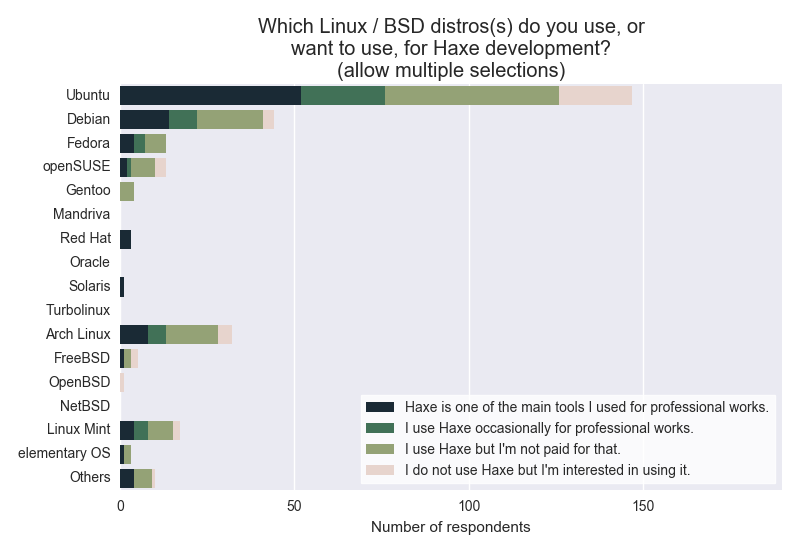 Which Linux / BSD distros(s) do you use, or
want to use, for Haxe development?
(allow multiple selections)
Ubuntu
Debian
Fedora
openSUSE
Gentoo
Mandriva
Red Hat
Oracle
Solaris
Turbolinux
Arch Linux
FreeBSD
OpenBSD
NetBSD
Linux Mint
elementary OS
Others
Haxe is one of the main tools I used for professional works.
I use Haxe occasionally for professional works.
I use Haxe but I'm not paid for that.
I do not use Haxe but I'm interested in using it.
0 50 100 150
Number of respondents